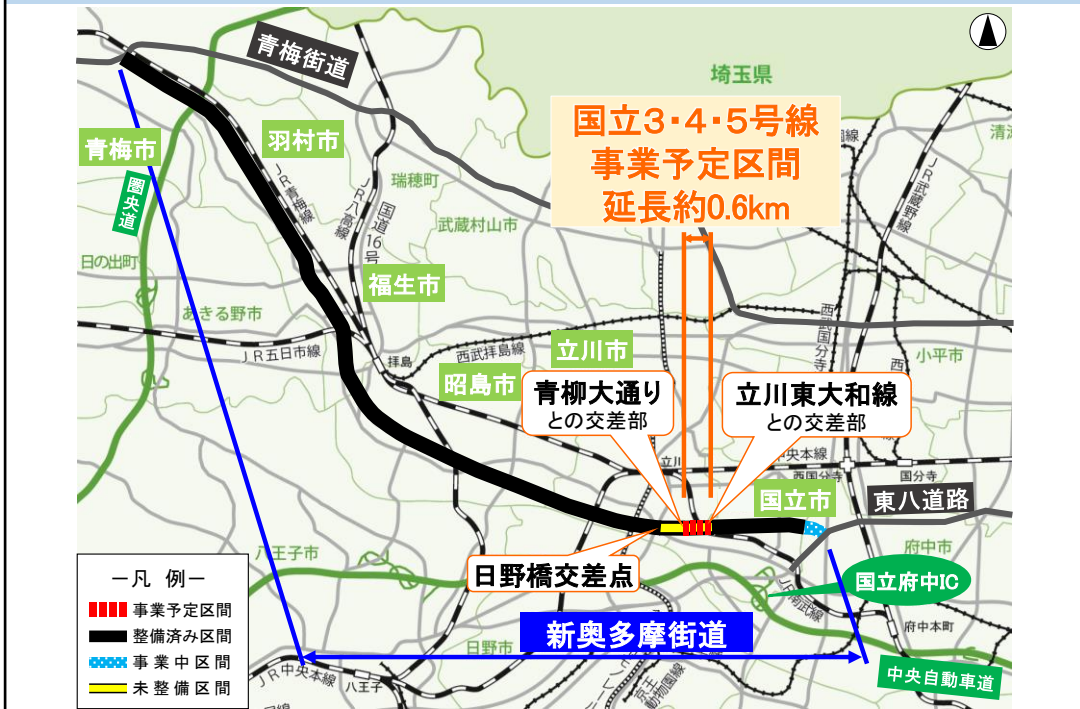 青梅街道
埼玉県
国立3・4・5号線
事業予定区間
延長約0.6km
青梅市
羽村市
圏央道
JR青梅線
JR八高線
国道16号
瑞穂町
武蔵村山市
JR武蔵野線
日の出町
福生市
あきる野市
JR五日市線
拝島
西武拝島線
立川市
昭島市
小平市
西武国分寺
青柳大通り
との交差部
立川東大和線
との交差部
立川
中央本線
西国分寺
国分寺
国立市
東八道路
府中市
日野橋交差点
八王子市
国立府中IC
JR南武線
府中本町
新奥多摩街道
日野市
中央自動車道
JR中央本線
八王子
－凡 例－
事業予定区間
整備済み区間
事業中区間
未整備区間